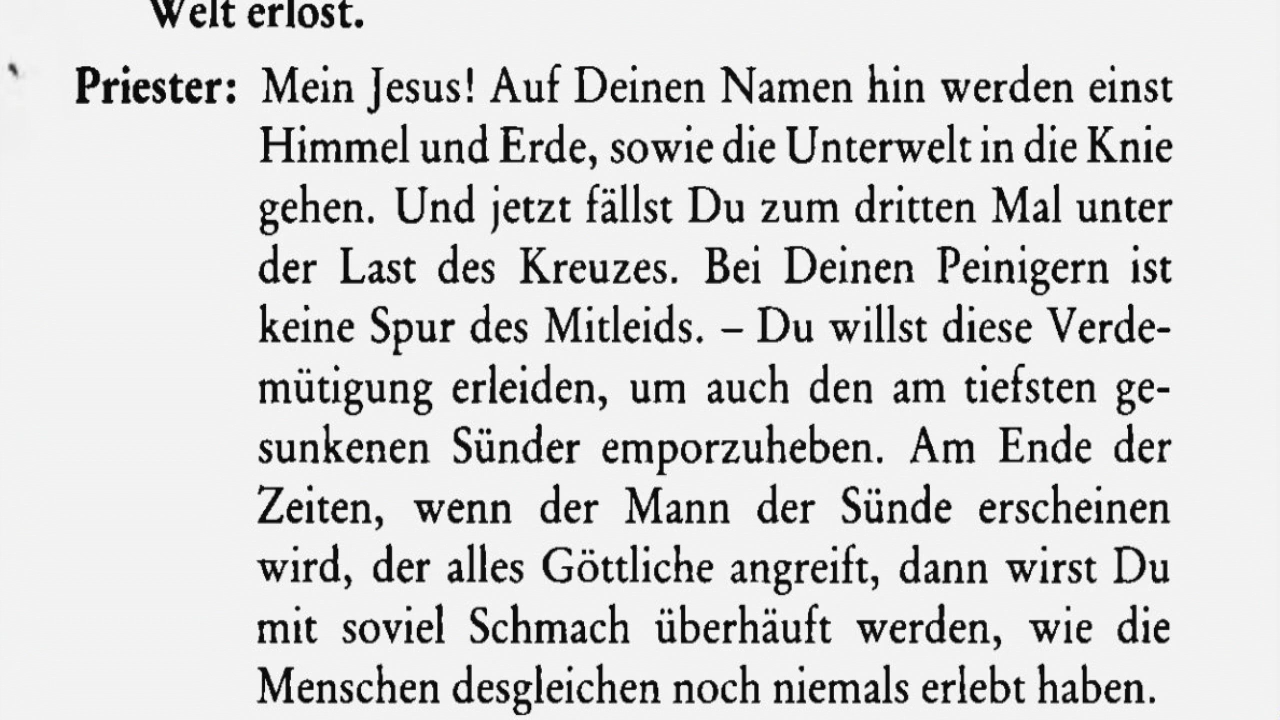 Welt erlöst.
Priester: Mein Jesus! Auf Deinen Namen hin werden einst
Himmel und Erde, sowie die Unterwelt in die Knie
gehen. Und jetzt fällst Du zum dritten Mal unter
der Last des Kreuzes. Bei Deinen Peinigern ist
keine Spur des Mitleids. – Du willst diese Verde-
mütigung erleiden, um auch den am tiefsten ge-
sunkenen Sünder emporzuheben. Am Ende der
Zeiten, wenn der Mann der Sünde erscheinen
wird, der alles Göttliche angreift, dann wirst Du
mit soviel Schmach überhäuft werden, wie die
Menschen desgleichen noch niemals erlebt haben.